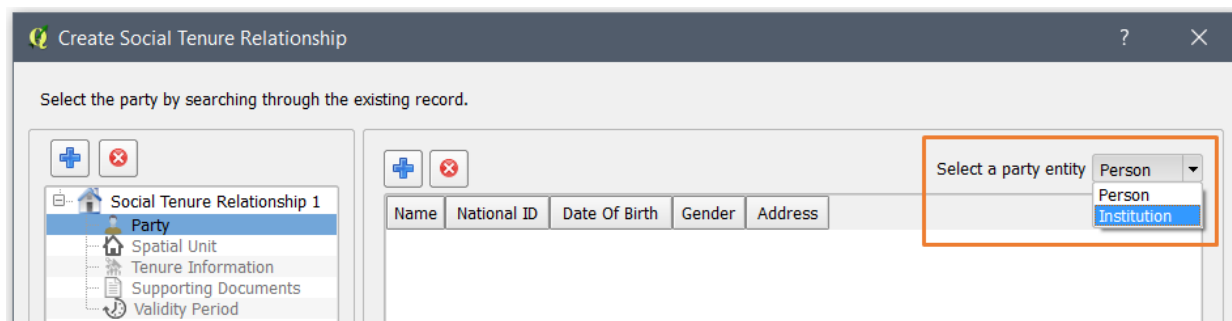 Create Social Tenure Relationship
?
Select the party by searching through the existing record.
Social Tenure Relationship 1
Party
Spatial Unit
Tenure Information
Supporting Documents
Validity Period
Select a party entity Person
Person
Institution
Name National ID Date Of Birth Gender Address